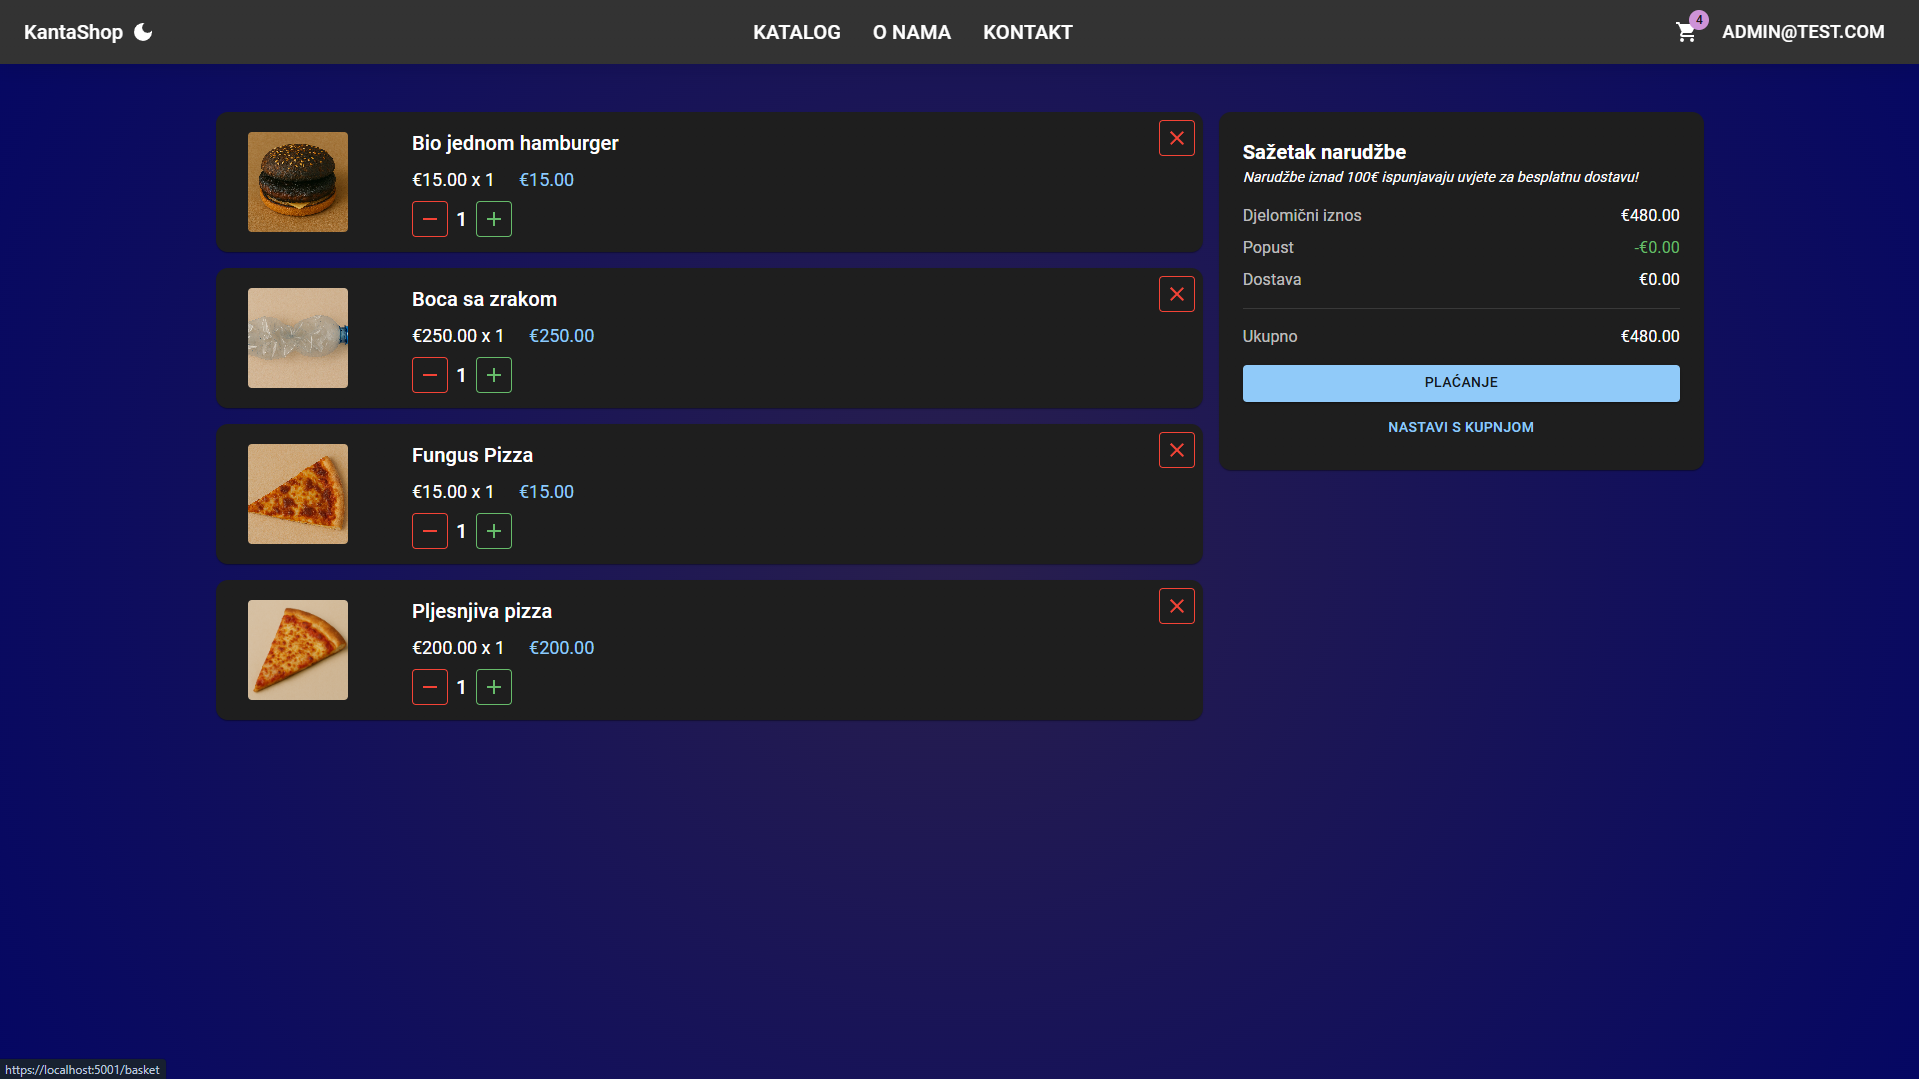 KantaShop
KATALOG O NAMA KONTAKT
4
ADMIN@TEST.COM
Bio jednom hamburger
€15.00 x 1 €15.00
1
Boca sa zrakom
€250.00 x 1 €250.00
1
Fungus Pizza
€15.00 x 1 €15.00
1
Pljesnjiva pizza
€200.00 x 1 €200.00
1
Sažetak narudžbe
Narudžbe iznad 100€ ispunjavaju uvjete za besplatnu dostavu!
Djelomični iznos €480.00
Popust -€0.00
Dostava €0.00
Ukupno €480.00
PLAĆANJE
NASTAVI S KUPNJOM
https://localhost:5001/basket